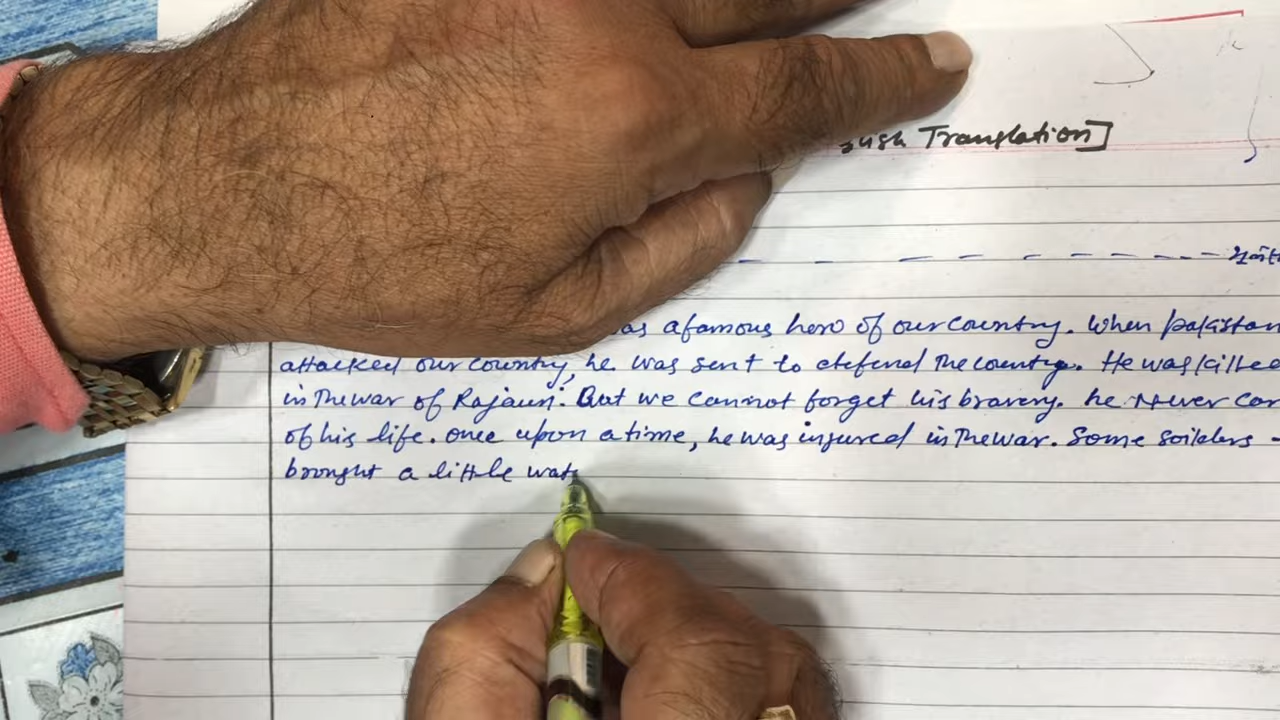 Translation]
as a famous hero of our country. When pakistan
attacked our country, he was sent to defend the country. He was killed
in the war of Rajauri. But we cannot forget his bravery. he never car
of his life. once upon a time, he was injured in the war. Some soilders -
brought a little wat